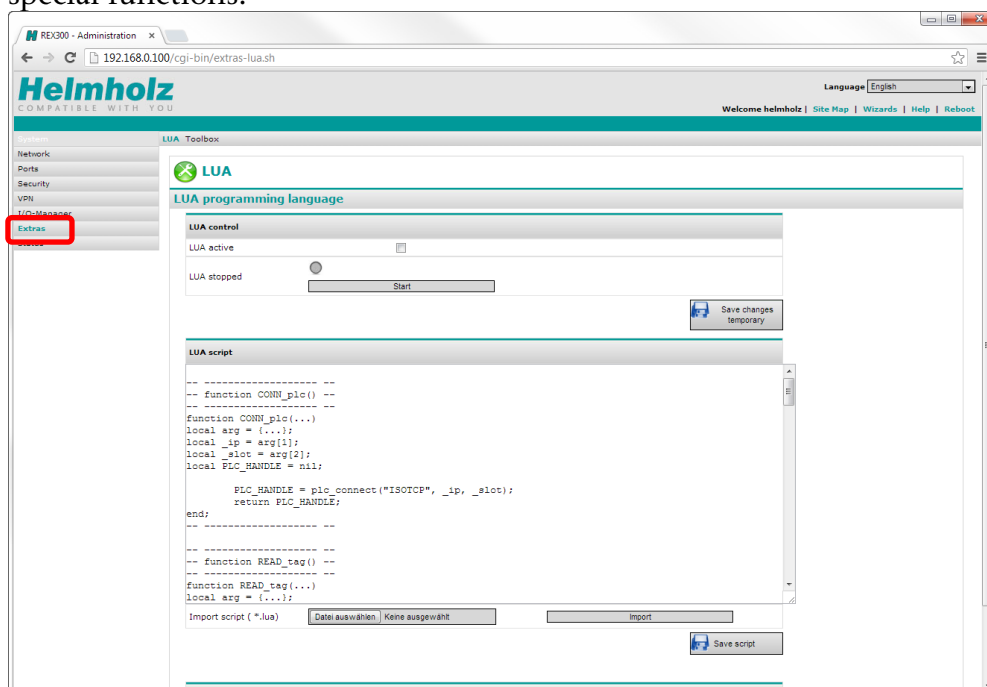 special functions.
REX300 - Administration ×
192.168.0.100/cgi-bin/extras-lua.sh
Helmholz
COMPATIBLE WITH YOU
Language English
Welcome helmholz | Site Map | Wizards | Help | Reboot
System
LUA Toolbox
Network
Ports
Security
VPN
I/O-Manager
Extras
Status
LUA
LUA programming language
LUA control
LUA active
LUA stopped
Start
Save changes
temporary
LUA script
-- ------------------- --
-- function CONN_plc() --
-- ------------------- --
function CONN_plc(...)
local arg = {...};
local _ip = arg[1];
local _slot = arg[2];
local PLC_HANDLE = nil;
PLC_HANDLE = plc_connect("ISOTCP", _ip, _slot);
return PLC_HANDLE;
end;
-- ------------------- --
-- ------------------- --
-- function READ_tag() --
-- ------------------- --
function READ_tag(...)
local arg = {...};
Import script ( *.lua) Datei auswählen Keine ausgewählt Import
Save script